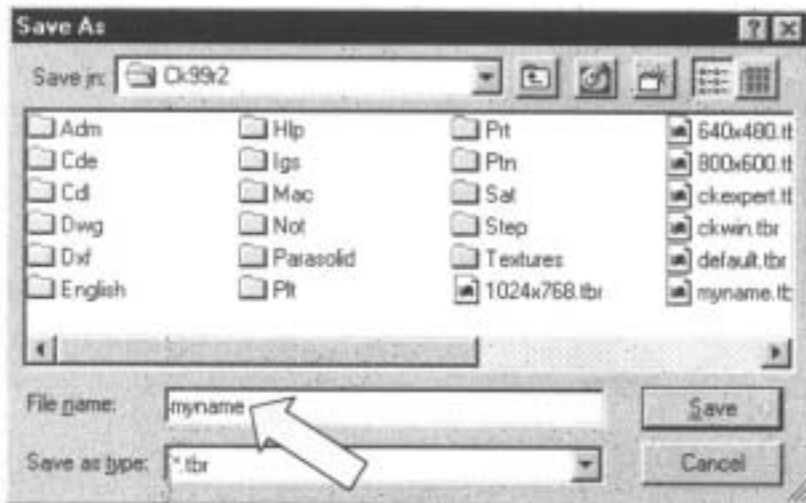 Save As
Save in: Ck99r2
Adm Hlp Prt 640x480.tl
Cde Igs Ptn 800x600.tl
Cdl Mac Sat ckexpert.t
Dwg Not Step ckwin.tbr
Dxf Parasolid Textures default.tbr
English Plt 1024x768.tbr myname.tb
File name: myname Save
Save as type: *.tbr Cancel